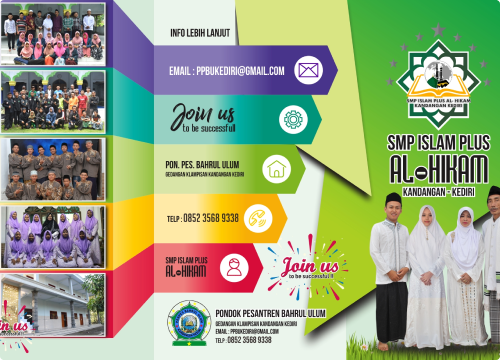 INFO LEBIH LANJUT
EMAIL : PPBUKEDIRI@GMAIL.COM
Join us
to be successfull
PON. PES. BAHRUL ULUM
GEDANGAN KLAMPISAN KANDANGAN KEDIRI
TELP : 0852 3568 9338
SMP ISLAM PLUS
AL-HIKAM
Join us
to be successfull!
PONDOK PESANTREN BAHRUL ULUM
GEDANGAN KLAMPISAN KANDANGAN KEDIRI
EMAIL : PPBUKEDIRI@GMAIL.COM
TELP : 0852 3568 9338
SMP ISLAM PLUS AL- HIKAM
KANDANGAN KEDIRI
SMP ISLAM PLUS
AL-HIKAM
KANDANGAN - KEDIRI
in us
successfull!